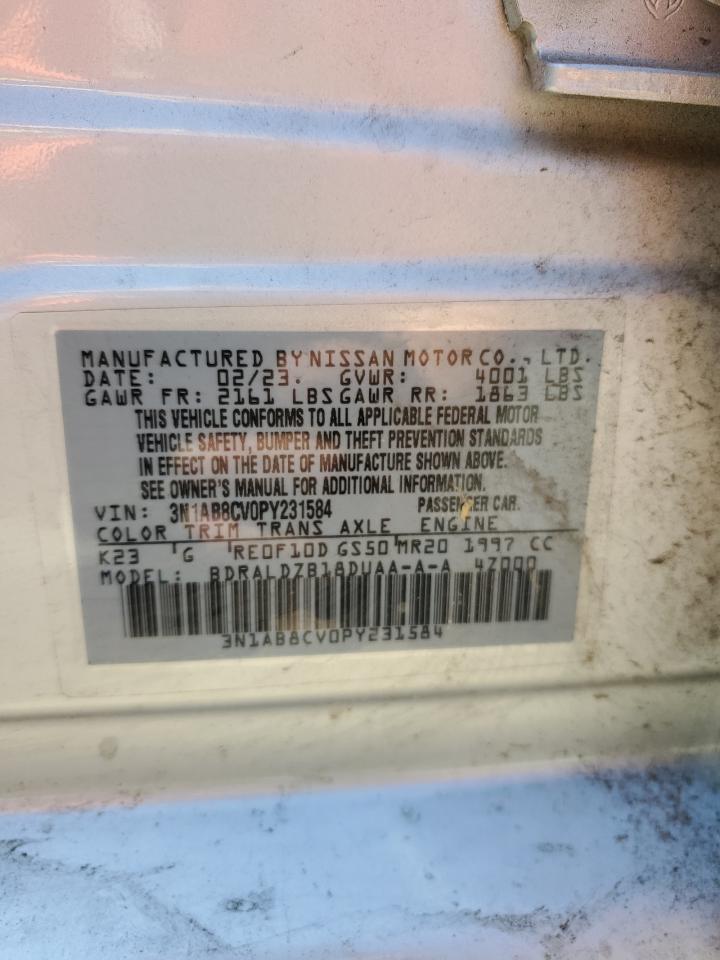 MANUFACTURED BY NISSAN MOTOR CO., LTD.
DATE: 02/23. GVWR: 4001 LBS
GAWR FR: 2161 LBS GAWR RR: 1863 LBS
THIS VEHICLE CONFORMS TO ALL APPLICABLE FEDERAL MOTOR
VEHICLE SAFETY, BUMPER AND THEFT PREVENTION STANDARDS
IN EFFECT ON THE DATE OF MANUFACTURE SHOWN ABOVE.
SEE OWNER'S MANUAL FOR ADDITIONAL INFORMATION.
VIN: 3N1AB8CV0PY231584 PASSENGER CAR.
COLOR TRIM TRANS AXLE ENGINE
K23 G RE0F10D GS50 MR20 1997 CC
MODEL: BDRALDZB18DUAA-A-A 4Z000
3N1AB8CV0PY231584